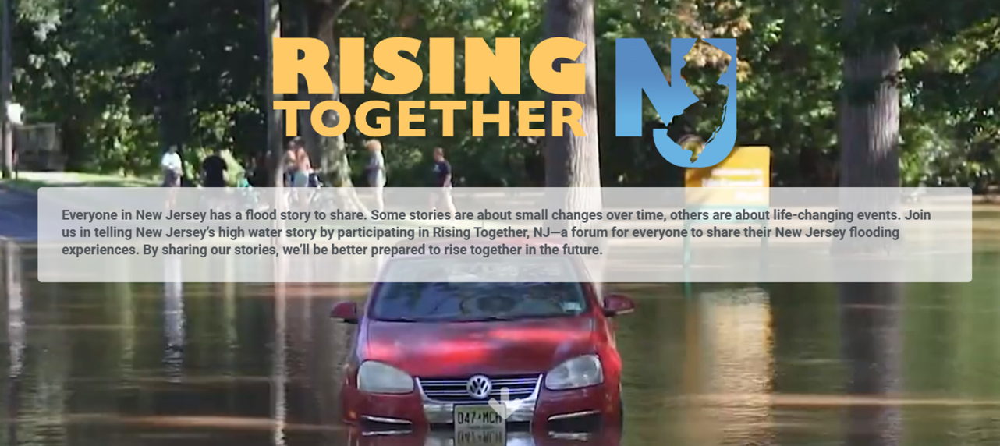 RISING
TOGETHER
NJ
Everyone in New Jersey has a flood story to share. Some stories are about small changes over time, others are about life-changing events. Join
us in telling New Jersey’s high water story by participating in Rising Together, NJ—a forum for everyone to share their New Jersey flooding
experiences. By sharing our stories, we’ll be better prepared to rise together in the future.